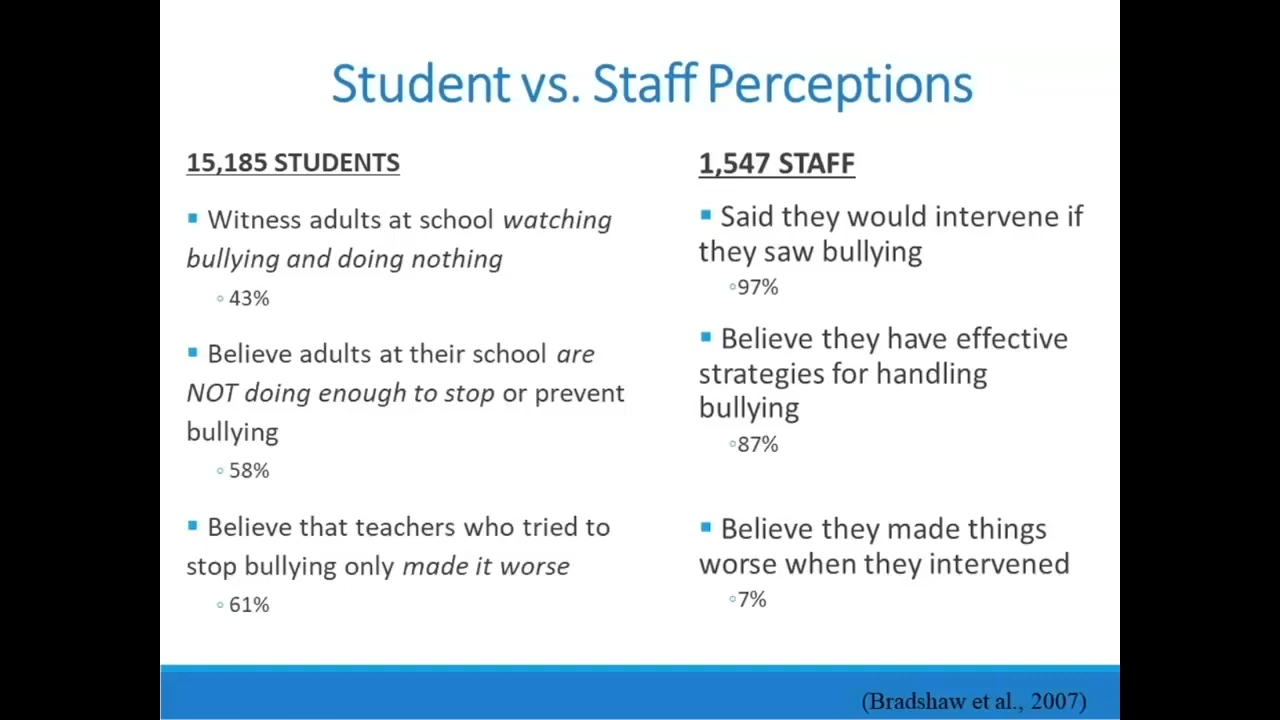 Student vs. Staff Perceptions
15,185 STUDENTS
▪ Witness adults at school watching
bullying and doing nothing
◦ 43%
▪ Believe adults at their school are
NOT doing enough to stop or prevent
bullying
◦ 58%
▪ Believe that teachers who tried to
stop bullying only made it worse
◦ 61%
1,547 STAFF
▪ Said they would intervene if
they saw bullying
◦97%
▪ Believe they have effective
strategies for handling
bullying
◦87%
▪ Believe they made things
worse when they intervened
◦7%
(Bradshaw et al., 2007)